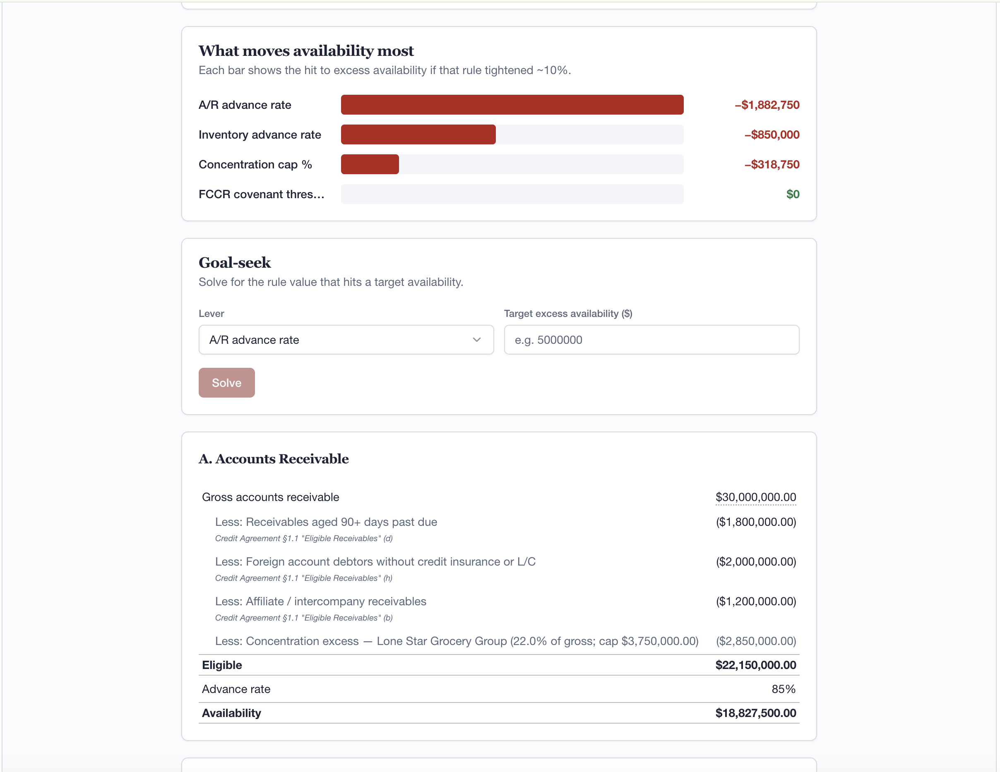 What moves availability most
Each bar shows the hit to excess availability if that rule tightened ~10%.
A/R advance rate –$1,882,750
Inventory advance rate –$850,000
Concentration cap % –$318,750
FCCR covenant thres… $0
Goal-seek
Solve for the rule value that hits a target availability.
Lever Target excess availability ($)
A/R advance rate e.g. 5000000
Solve
A. Accounts Receivable
Gross accounts receivable $30,000,000.00
Less: Receivables aged 90+ days past due ($1,800,000.00)
Credit Agreement §1.1 "Eligible Receivables" (d)
Less: Foreign account debtors without credit insurance or L/C ($2,000,000.00)
Credit Agreement §1.1 "Eligible Receivables" (h)
Less: Affiliate / intercompany receivables ($1,200,000.00)
Credit Agreement §1.1 "Eligible Receivables" (b)
Less: Concentration excess — Lone Star Grocery Group (22.0% of gross; cap $3,750,000.00) ($2,850,000.00)
Eligible $22,150,000.00
Advance rate 85%
Availability $18,827,500.00